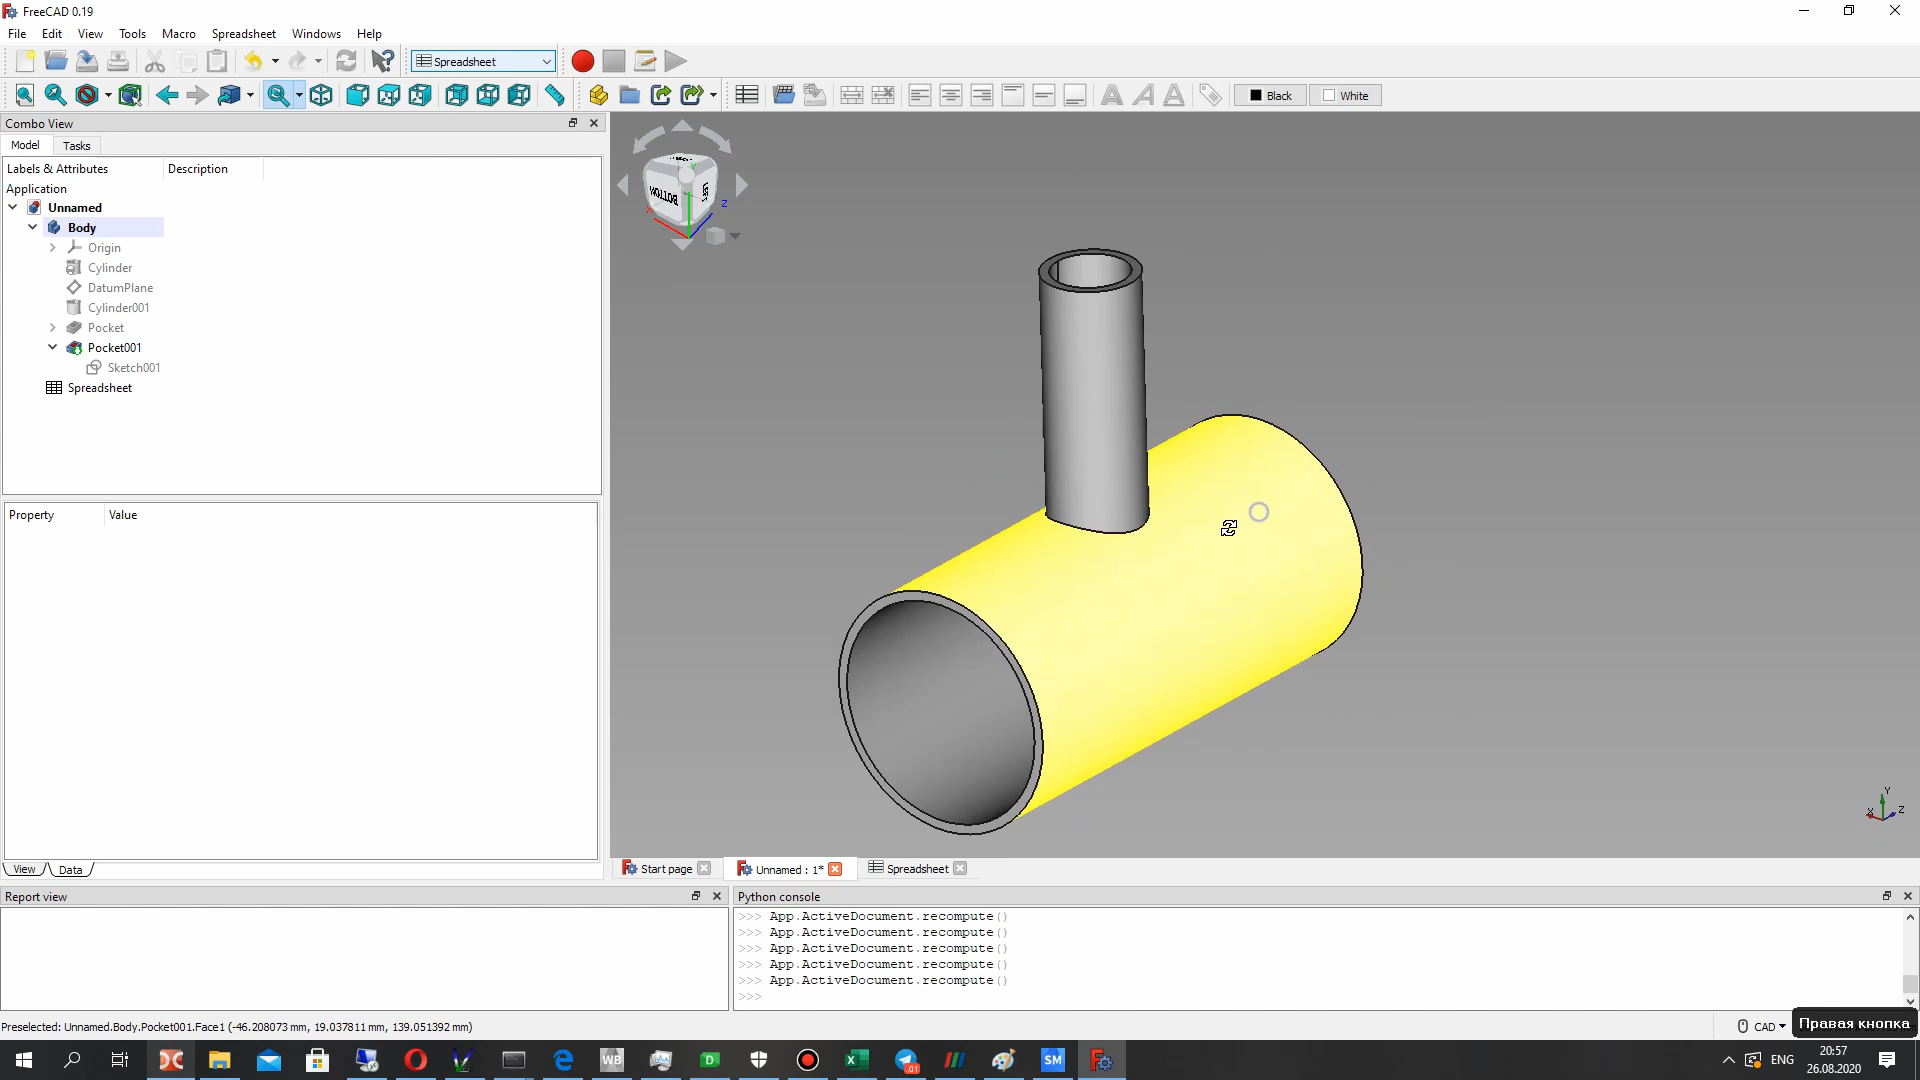 FreeCAD 0.19
File Edit View Tools Macro Spreadsheet Windows Help
Spreadsheet
Black White
Combo View
Model Tasks
Labels & Attributes Description
Application
Unnamed
Body
Origin
Cylinder
DatumPlane
Cylinder001
Pocket
Pocket001
Sketch001
Spreadsheet
Property Value
BOTTOM
X
Z
Y
X
Z
View Data
Start page Unnamed : 1* Spreadsheet
Report view
Python console
>>> App.ActiveDocument.recompute()
>>> App.ActiveDocument.recompute()
>>> App.ActiveDocument.recompute()
>>> App.ActiveDocument.recompute()
>>> App.ActiveDocument.recompute()
>>>
Preselected: Unnamed.Body.Pocket001.Face1 (-46.208073 mm, 19.037811 mm, 139.051392 mm)
CAD
Правая кнопка
WB
D
.01
SM
ENG
20:57
26.08.2020